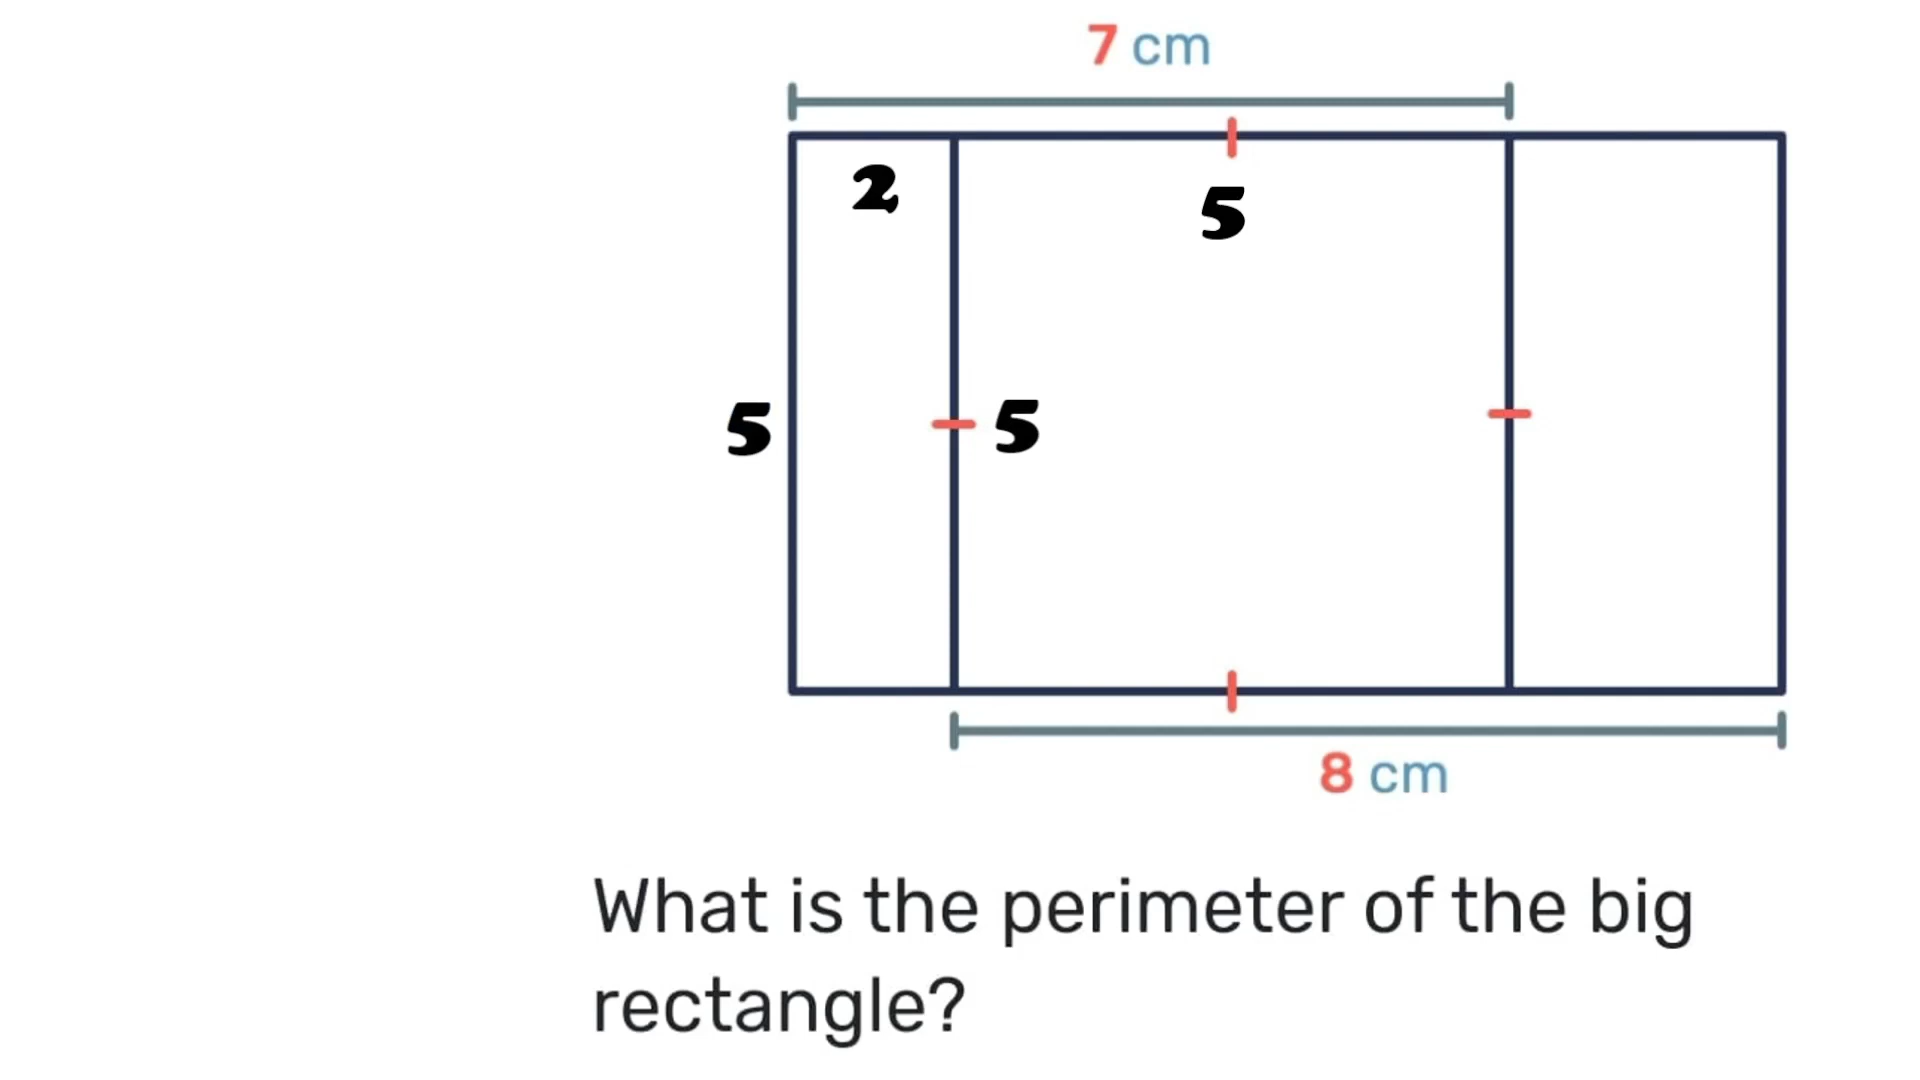 7 cm
2
5
5
5
8 cm
What is the perimeter of the big
rectangle?